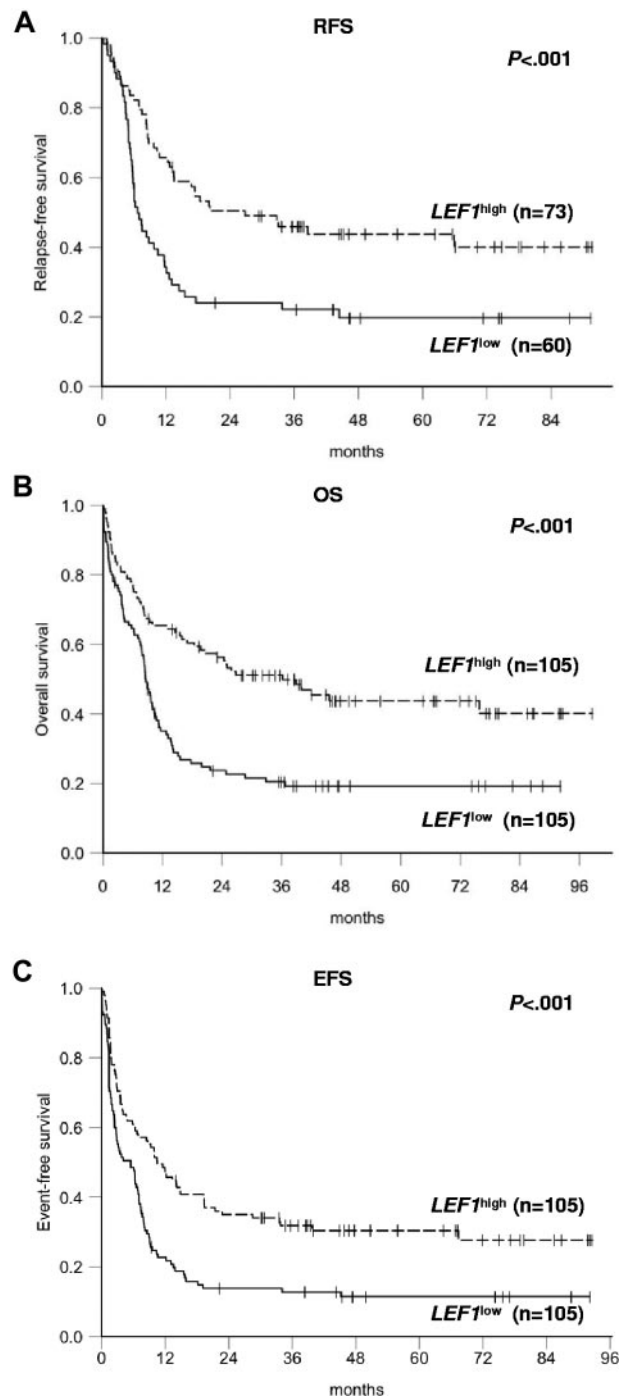 A
RFS
P<.001
1.0
0.8
0.6
0.4
0.2
0.0
Relapse-free survival
LEF1high (n=73)
LEF1low (n=60)
0 12 24 36 48 60 72 84
months
B
OS
P<.001
1.0
0.8
0.6
0.4
0.2
0.0
Overall survival
LEF1high (n=105)
LEF1low (n=105)
0 12 24 36 48 60 72 84 96
months
C
EFS
P<.001
1.0
0.8
0.6
0.4
0.2
0.0
Event-free survival
LEF1high (n=105)
LEF1low (n=105)
0 12 24 36 48 60 72 84 96
months